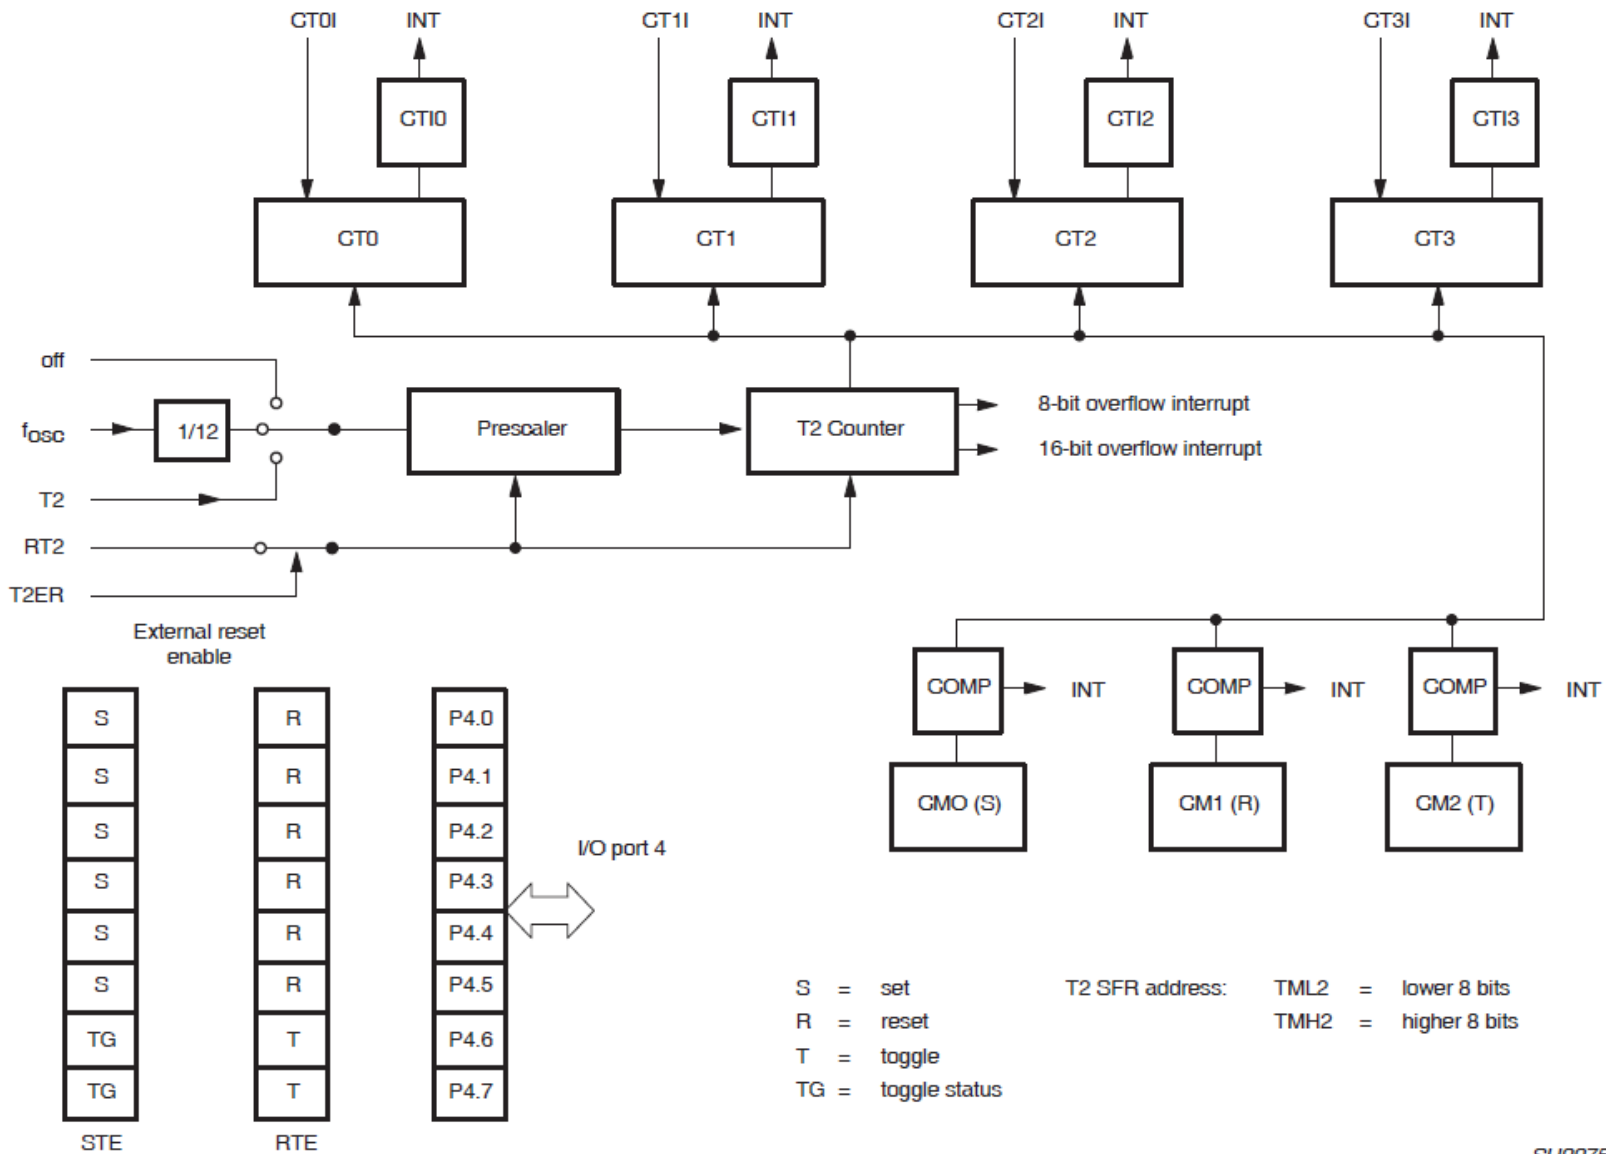 CT0I INT CT1I INT CT2I INT CT3I INT
CTI0 CTI1 CTI2 CTI3
CT0 CT1 CT2 CT3
off
fosc 1/12 Prescaler T2 Counter 8-bit overflow interrupt
16-bit overflow interrupt
T2
RT2
T2ER
External reset
enable
COMP INT COMP INT COMP INT
CMO (S) CM1 (R) CM2 (T)
S R P4.0
S R P4.1
S R P4.2
I/O port 4
S R P4.3
S R P4.4
S R P4.5
TG T P4.6
TG T P4.7
STE RTE
S = set T2 SFR address: TML2 = lower 8 bits
R = reset TMH2 = higher 8 bits
T = toggle
TG = toggle status